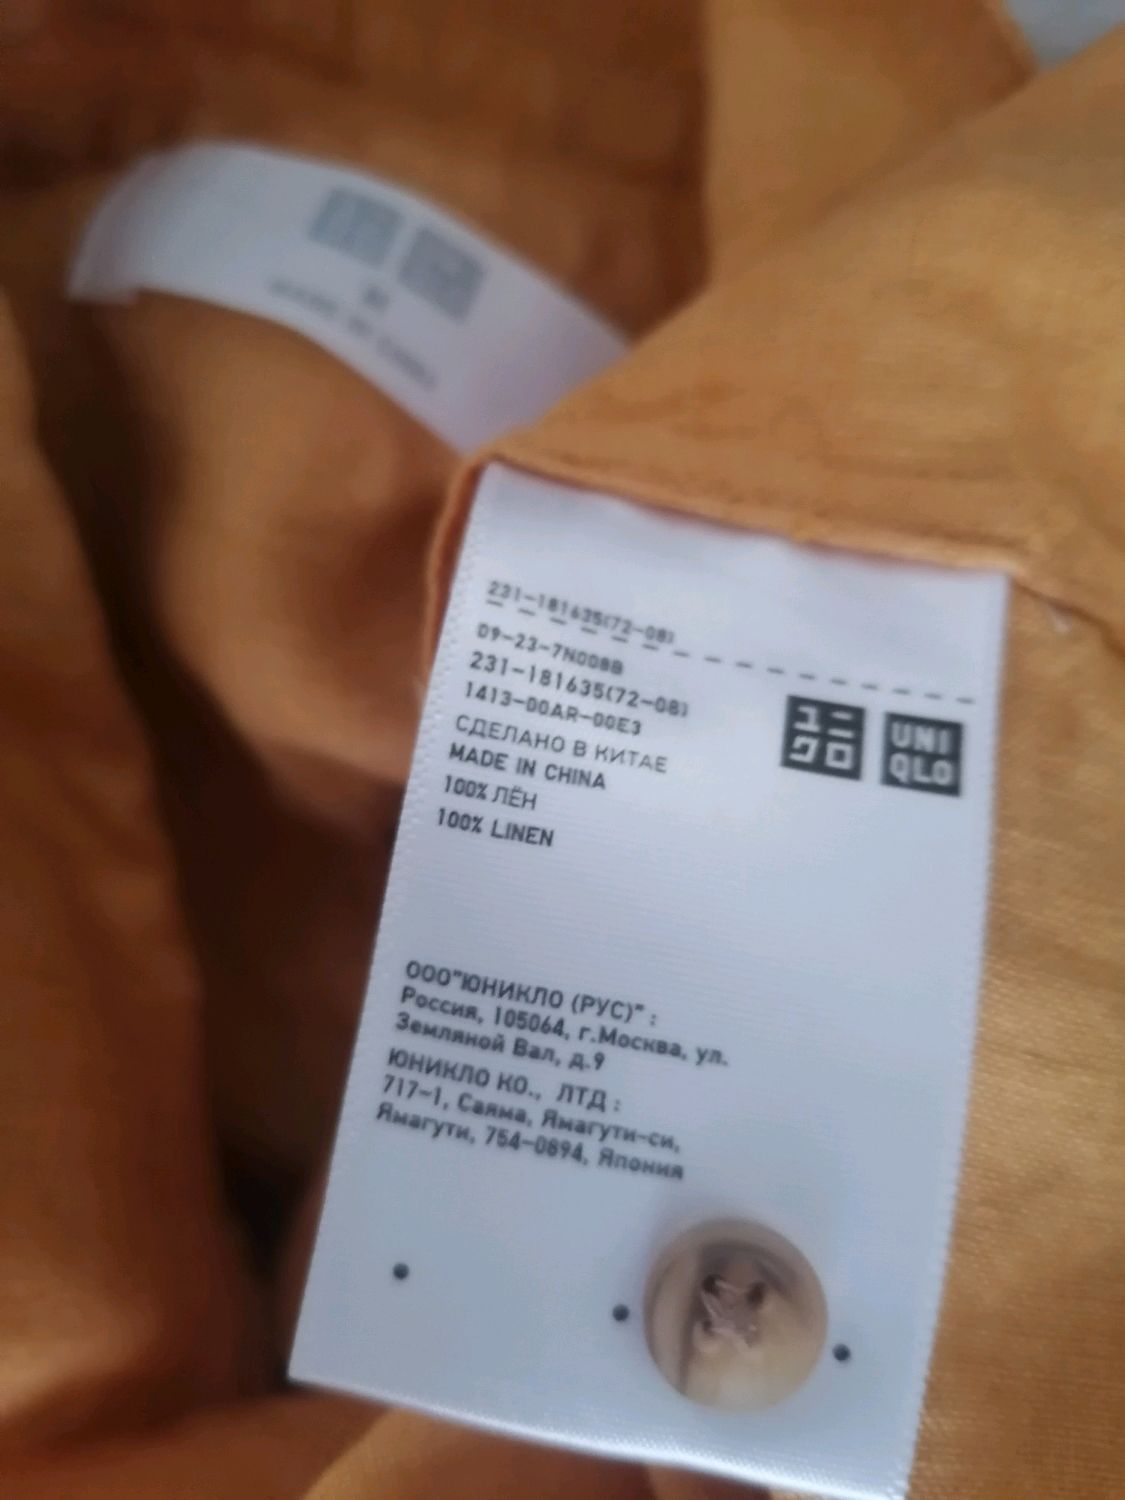 231-181635(72-08)
09-23-7N008B
231-181635(72-08)
1413-00AR-00E3
СДЕЛАНО В КИТАЕ
MADE IN CHINA
100% ЛЁН
100% LINEN
ユニ
クロ
UNI
QLO
ООО"ЮНИКЛО (РУС)" :
Россия, 105064, г.Москва, ул.
Земляной Вал, д.9
ЮНИКЛО КО., ЛТД :
717-1, Саяма, Ямагути-си,
Ямагути, 754-0894, Япония